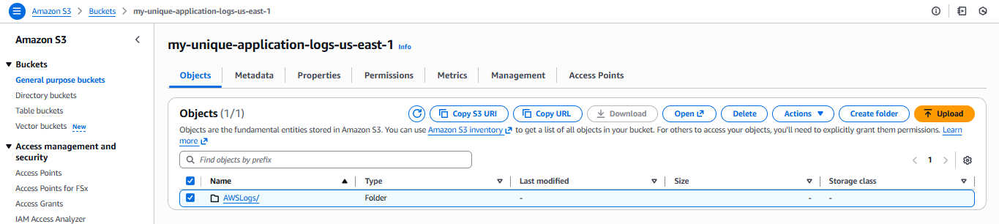 Amazon S3 > Buckets > my-unique-application-logs-us-east-1
Amazon S3
Buckets
General purpose buckets
Directory buckets
Table buckets
Vector buckets New
Access management and security
Access Points
Access Points for FSx
Access Grants
IAM Access Analyzer
my-unique-application-logs-us-east-1 Info
Objects Metadata Properties Permissions Metrics Management Access Points
Objects (1/1) Copy S3 URI Copy URL Download Open Delete Actions Create folder Upload
Objects are the fundamental entities stored in Amazon S3. You can use Amazon S3 inventory to get a list of all objects in your bucket. For others to access your objects, you'll need to explicitly grant them permissions. Learn
more
Find objects by prefix 1
Name Type Last modified Size Storage class
AWSLogs/ Folder - - -